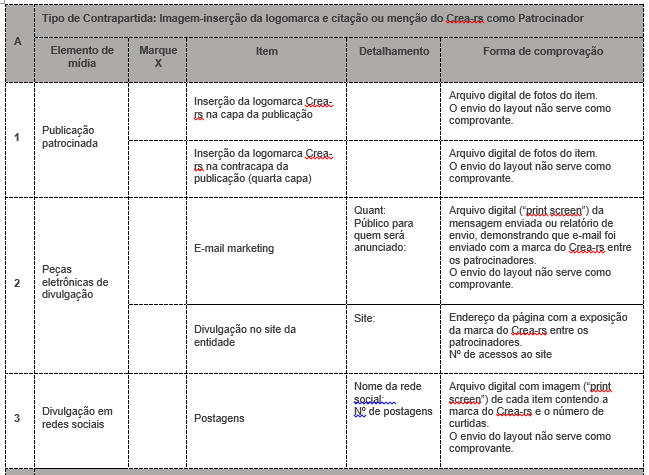 A
Tipo de Contrapartida: Imagem-inserção da logomarca e citação ou menção do Crea-rs como Patrocinador
Elemento de
mídia
Marque
X
Item
Detalhamento
Forma de comprovação
1
Publicação
patrocinada
Inserção da logomarca Crea-
rs na capa da publicação
Arquivo digital de fotos do item.
O envio do layout não serve como
comprovante.
Inserção da logomarca Crea-
rs na contracapa da
publicação (quarta capa)
Arquivo digital de fotos do item.
O envio do layout não serve como
comprovante.
2
Peças
eletrônicas de
divulgação
E-mail marketing
Quant:
Público para
quem será
anunciado:
Arquivo digital (“print screen”) da
mensagem enviada ou relatório de
envio, demonstrando que e-mail foi
enviado com a marca do Crea-rs entre
os patrocinadores.
O envio do layout não serve como
comprovante.
Divulgação no site da
entidade
Site:
Endereço da página com a exposição
da marca do Crea-rs entre os
patrocinadores.
Nº de acessos ao site
3
Divulgação em
redes sociais
Postagens
Nome da rede
social:
Nº de postagens
Arquivo digital com imagem (“print
screen”) de cada item contendo a
marca do Crea-rs e o número de
curtidas.
O envio do layout não serve como
comprovante.